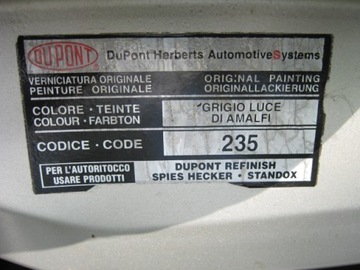 DUPONT DuPont Herberts AutomotiveSystems
VERNICIATURA ORIGINALE ORIGINAL PAINTING
PEINTURE ORIGINALE ORIGINALLACKIERUNG
COLORE · TEINTE GRIGIO LUCE
COLOUR · FARBTON DI AMALFI
CODICE · CODE 235
PER L'AUTORITOCCO DUPONT REFINISH
USARE PRODOTTI SPIES HECKER · STANDOX